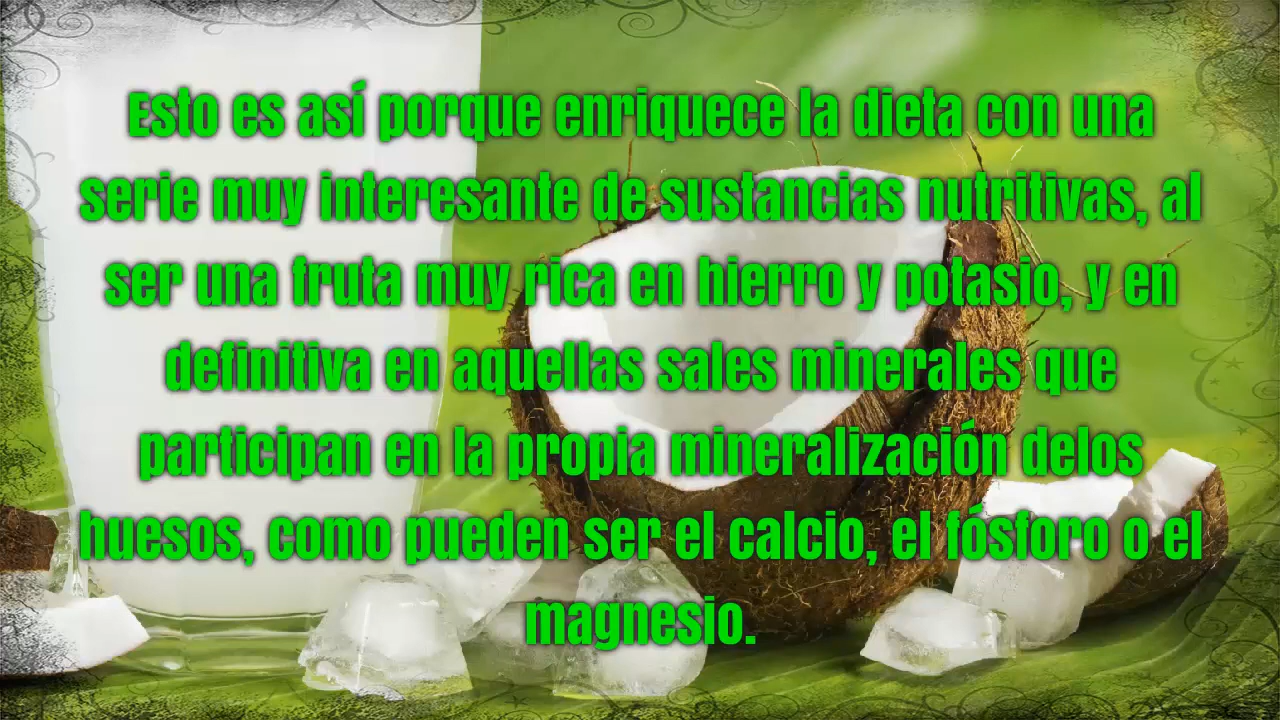 Esto es así porque enriquece la dieta con una
serie muy interesante de sustancias nutritivas, al
ser una fruta muy rica en hierro y potasio, y en
definitiva en aquellas sales minerales que
participan en la propia mineralización delos
huesos, como pueden ser el calcio, el fósforo o el
magnesio.